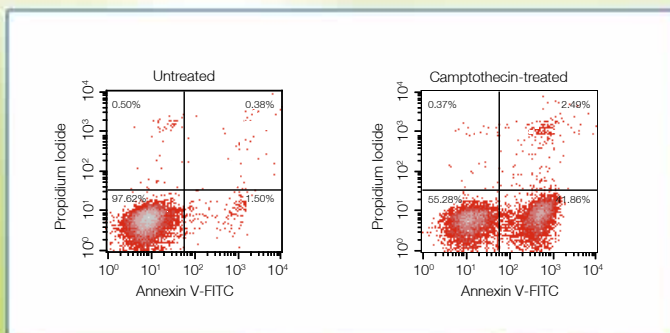 Untreated
10⁴
10³
10²
10¹
10⁰
Propidium Iodide
0.50%
0.38%
97.62%
1.50%
10⁰ 10¹ 10² 10³ 10⁴
Annexin V-FITC
Camptothecin-treated
10⁴
10³
10²
10¹
10⁰
Propidium Iodide
0.37%
2.49%
55.28%
10⁰ 10¹ 10² 10³ 10⁴
Annexin V-FITC